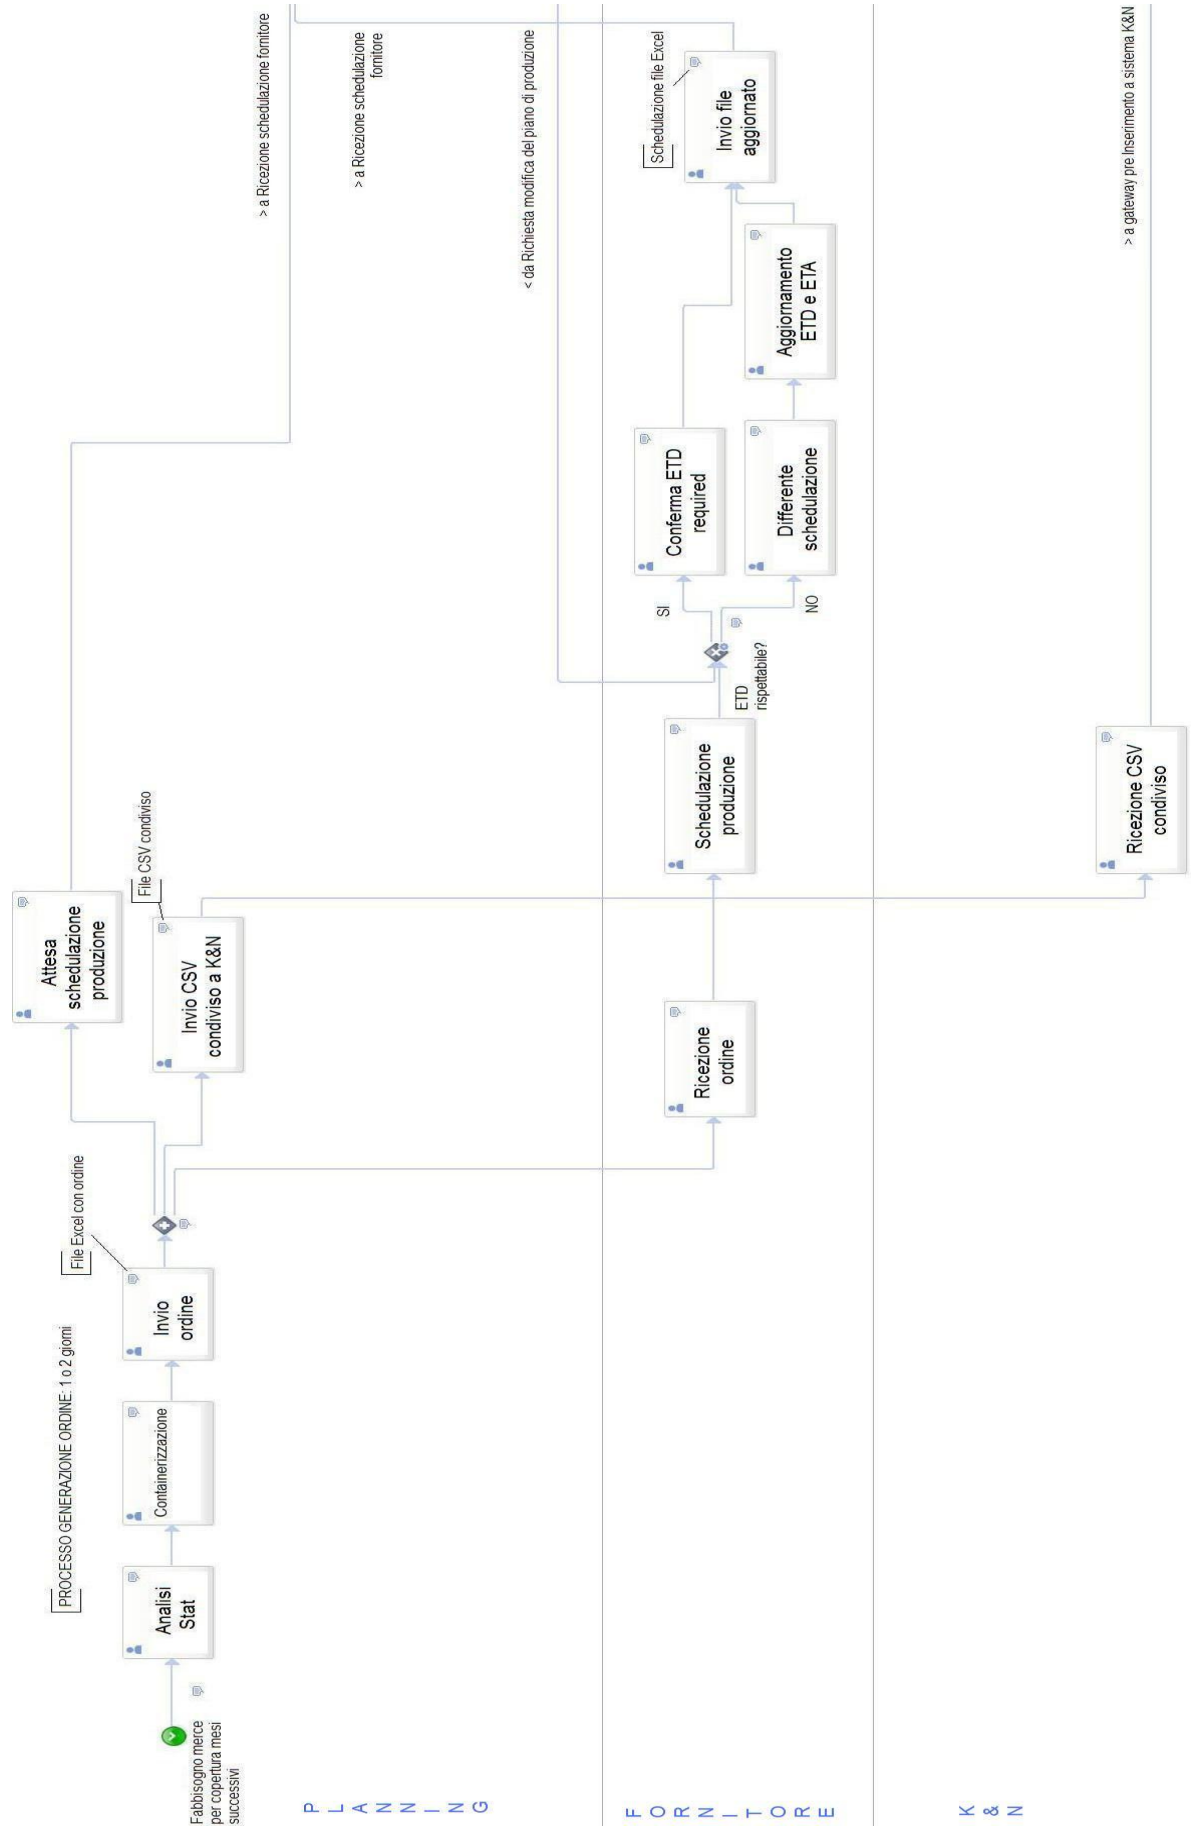 PLANNING
FORNITORE
K&N
Fabbisogno merce
per copertura mesi
successivi
PROCESSO GENERAZIONE ORDINE: 1 o 2 giorni
Analisi
Stat
Containerizzazione
Invio
ordine
File Excel con ordine
Attesa
schedulazione
produzione
Invio CSV
condiviso a K&N
File CSV condiviso
> a Ricezione schedulazione fornitore
> a Ricezione schedulazione
fornitore
< da Richiesta modifica del piano di produzione
Ricezione
ordine
Schedulazione
produzione
ETD
rispettabile?
SI
NO
Conferma ETD
required
Differente
schedulazione
Aggiornamento
ETD e ETA
Invio file
aggiornato
Schedulazione file Excel
Ricezione CSV
condiviso
> a gateway pre Inserimento a sistema K&N